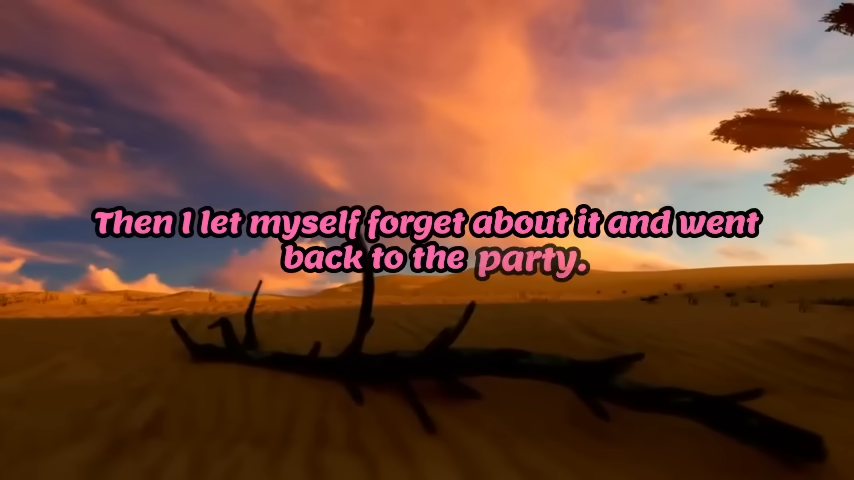 Then I let myself forget about it and went
back to the party.